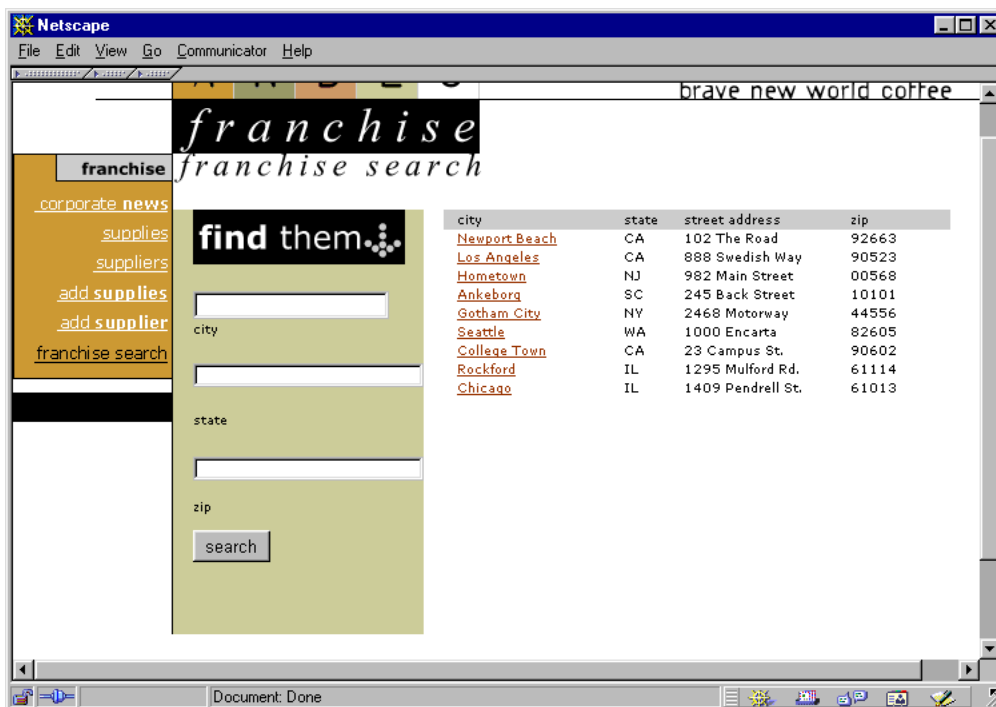 Netscape
File Edit View Go Communicator Help
brave new world coffee
franchise
franchise search
franchise
corporate news
supplies
suppliers
add supplies
add supplier
franchise search
find them
city
state
zip
search
city state street address zip
Newport Beach CA 102 The Road 92663
Los Angeles CA 888 Swedish Way 90523
Hometown NJ 982 Main Street 00568
Ankeborg SC 245 Back Street 10101
Gotham City NY 2468 Motorway 44556
Seattle WA 1000 Encarta 82605
College Town CA 23 Campus St. 90602
Rockford IL 1295 Mulford Rd. 61114
Chicago IL 1409 Pendrell St. 61013
Document: Done